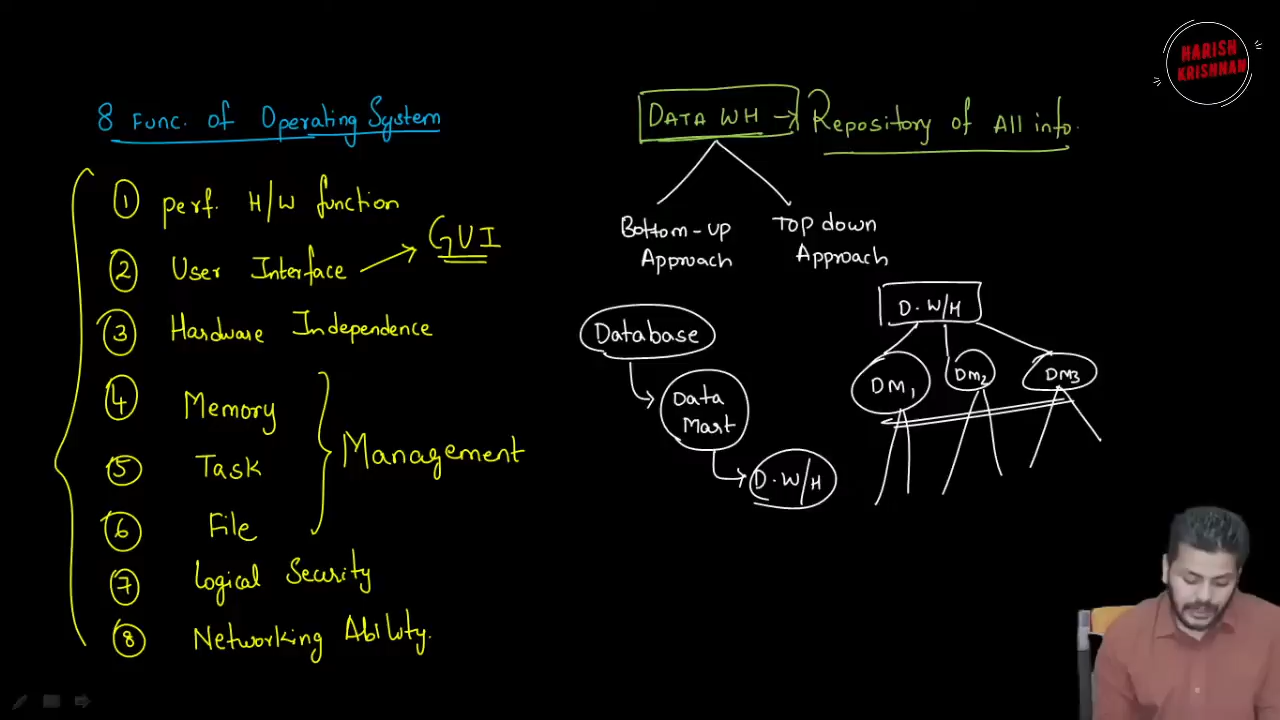 HARISH
KRISHNAN
8 Func. of Operating System
1 perf. H/W function
2 User Interface → GUI
3 Hardware Independence
4 Memory
5 Task
6 File
Management
7 Logical Security
8 Networking Ability.
DATA WH → Repository of All info.
Bottom-up
Approach
Top down
Approach
Database
Data
Mart
D.W/H
D.W/H
DM1
DM2
DM3